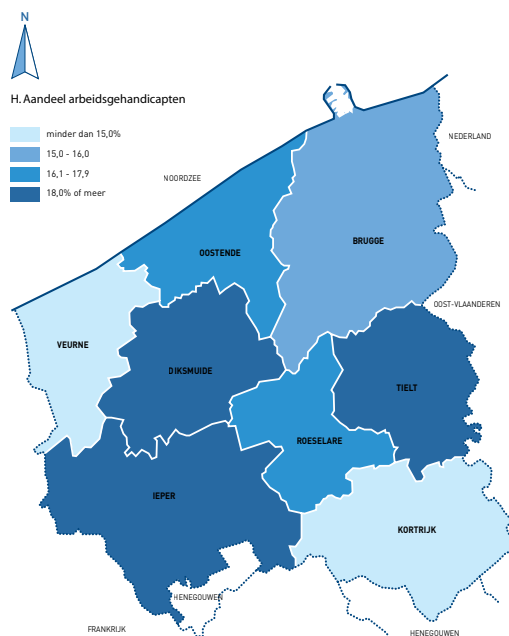 N
H. Aandeel arbeidsgehandicapten
minder dan 15,0%
15,0 - 16,0
16,1 - 17,9
18,0% of meer
NEDERLAND
NOORDZEE
BRUGGE
OOSTENDE
OOST-VLAANDEREN
VEURNE
DIKSMUIDE
TIELT
ROESELARE
IEPER
KORTRIJK
HENEGOUWEN
FRANKRIJK
HENEGOUWEN